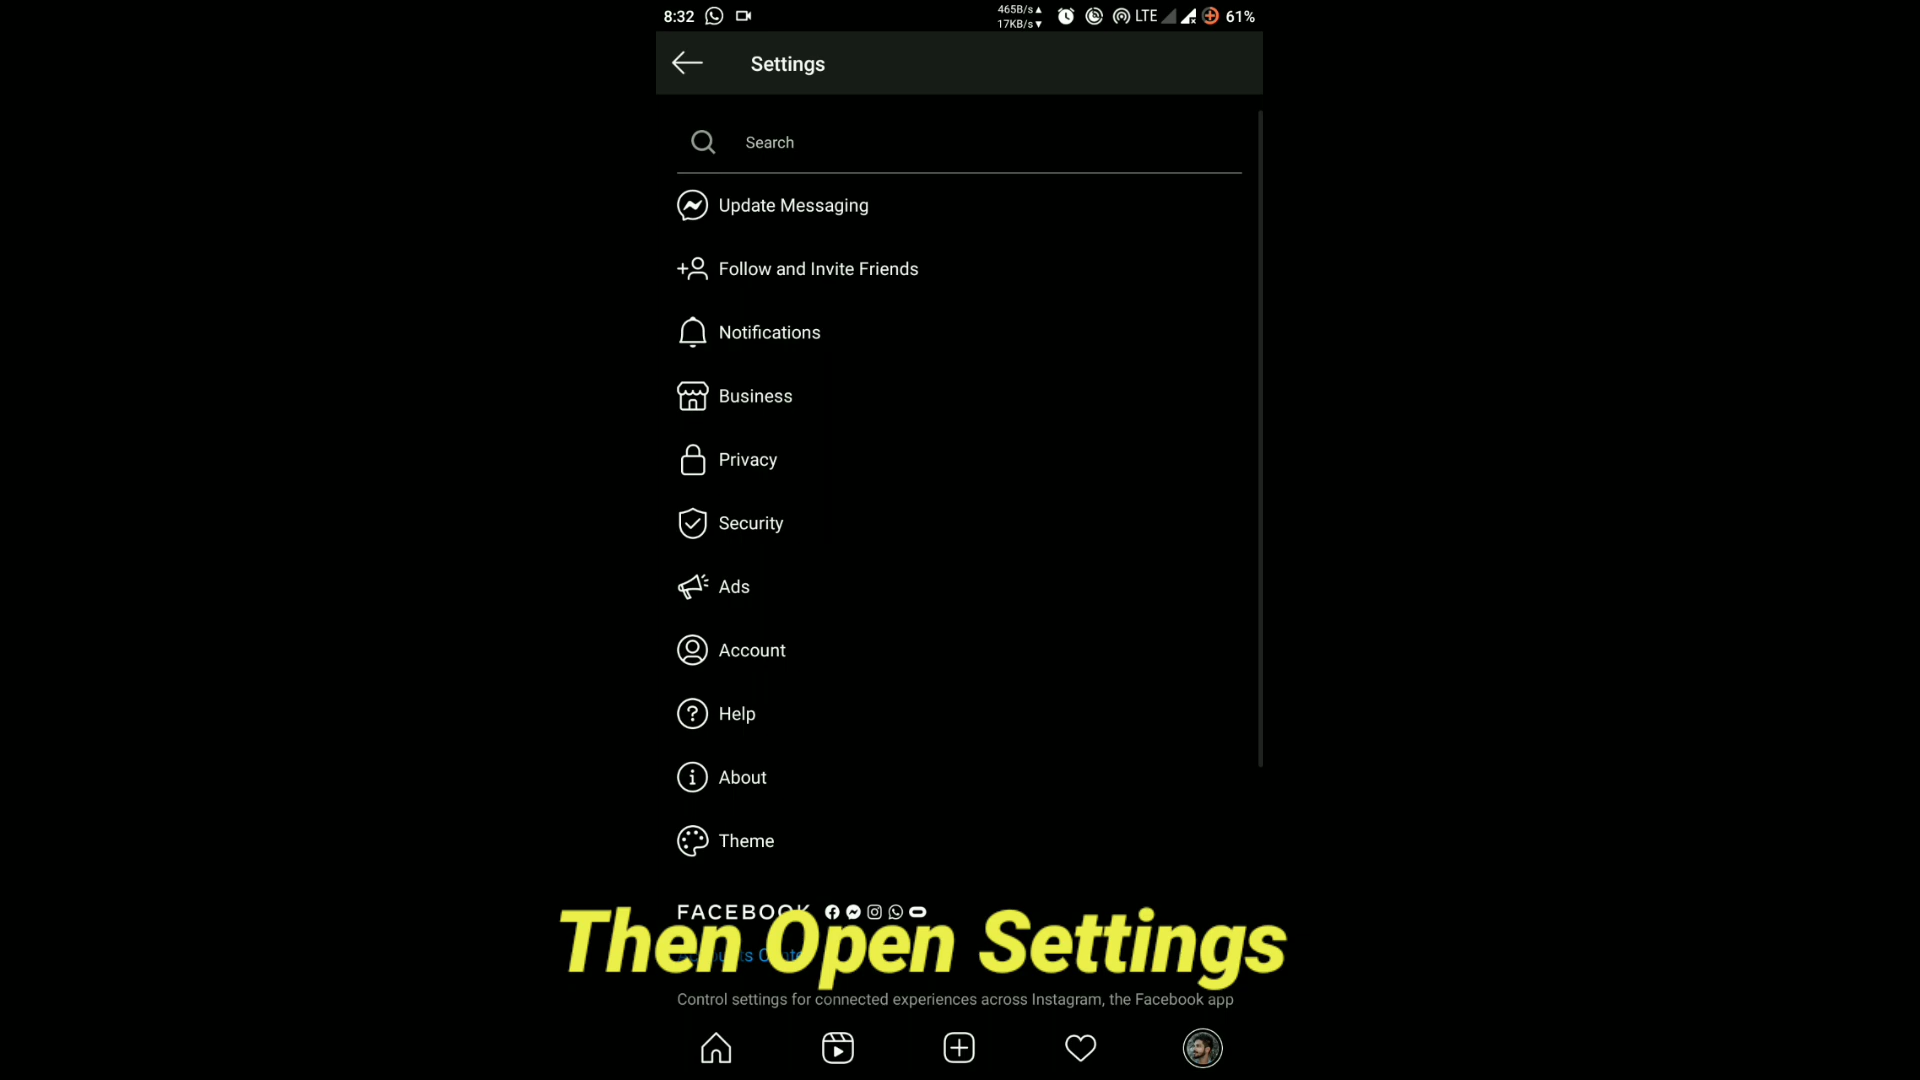 8:32 465B/s▲ LTE 61%
17KB/s▼
Settings
Search
Update Messaging
Follow and Invite Friends
Notifications
Business
Privacy
Security
Ads
Account
Help
About
Theme
FACEBOOK
Then Open Settings
Control settings for connected experiences across Instagram, the Facebook app